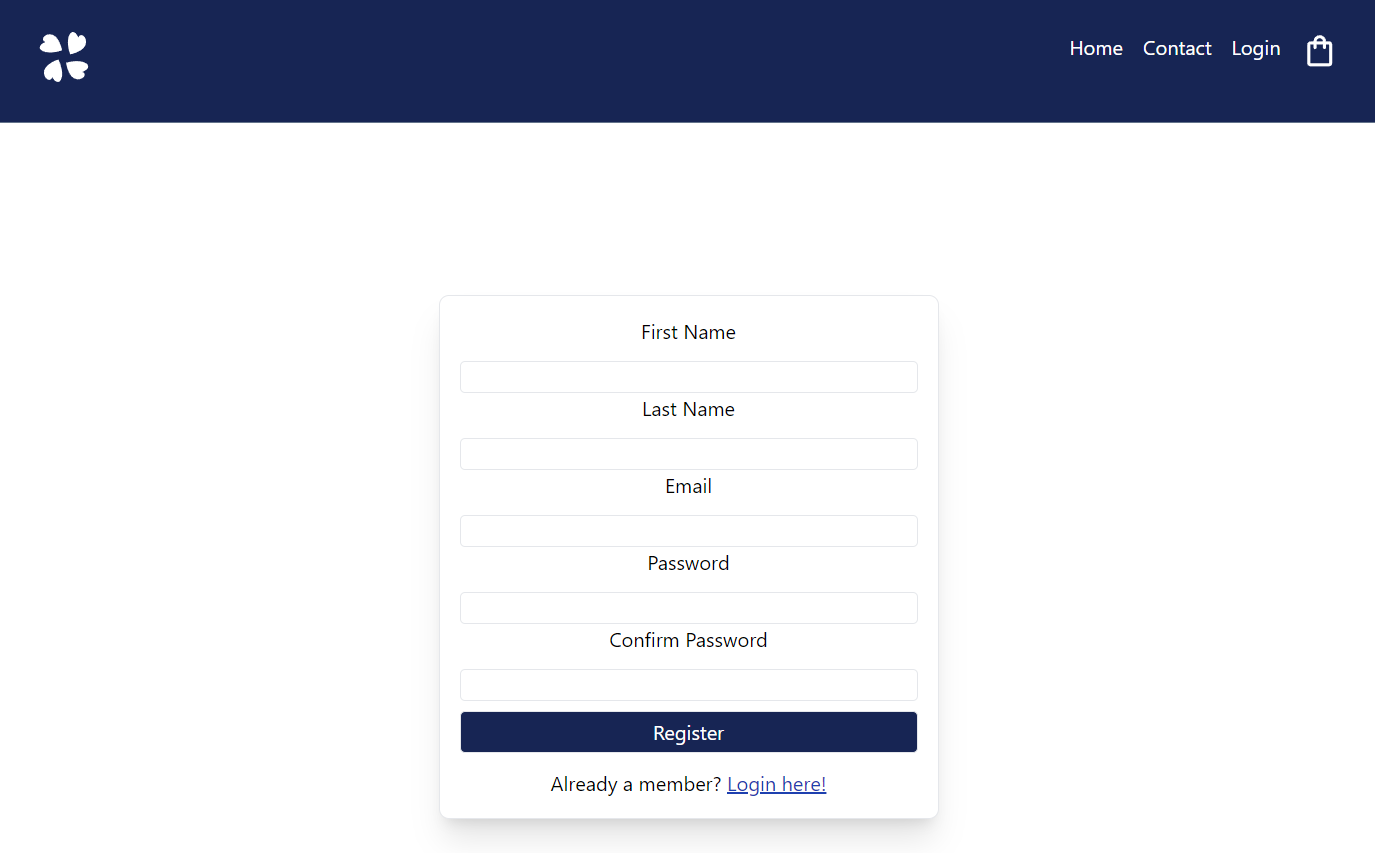 Home Contact Login
First Name
Last Name
Email
Password
Confirm Password
Register
Already a member? Login here!